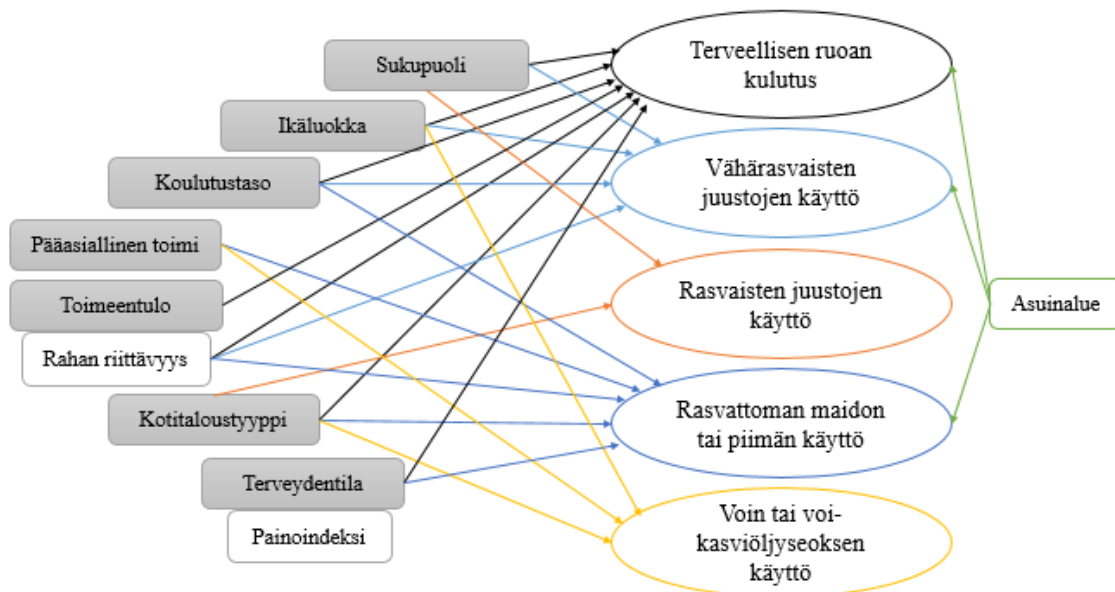 Sukupuoli
Ikäluokka
Koulutustaso
Pääasiallinen toimi
Toimeentulo
Rahan riittävyys
Kotitaloustyyppi
Terveydentila
Painoindeksi
Terveellisen ruoan
kulutus
Vähärasvaisten
juustojen käyttö
Rasvaisten juustojen
käyttö
Rasvattoman maidon
tai piimän käyttö
Voin tai voi-
kasviöljyseoksen
käyttö
Asuinalue